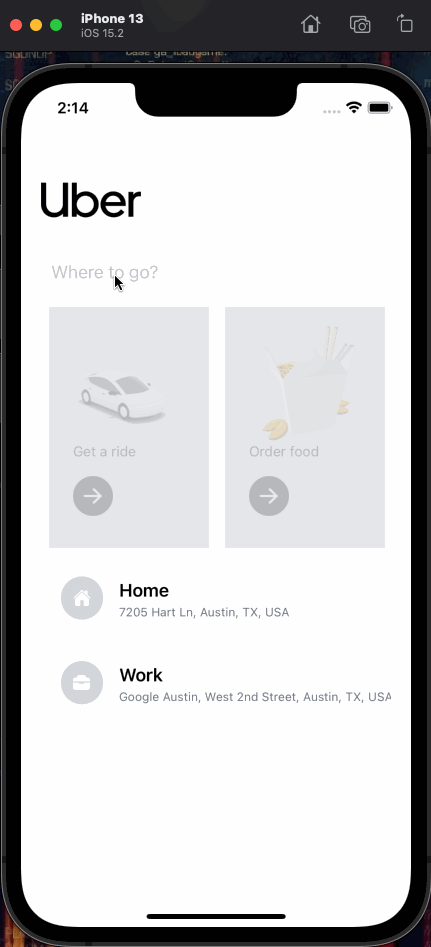 iPhone 13
iOS 15.2
2:14
Uber
Where to go?
Get a ride
Order food
Home
7205 Hart Ln, Austin, TX, USA
Work
Google Austin, West 2nd Street, Austin, TX, USA